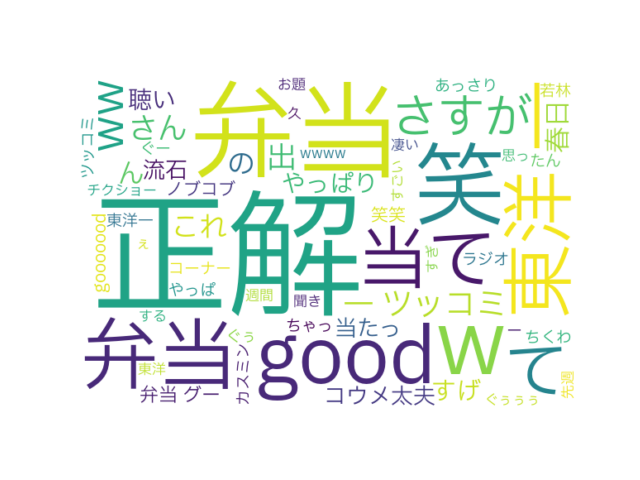 お題
久
あっさり
若林
ww
聴い
弁当
さすが
春日
ー
ツッコミ
さん
ぐー
wwww
凄い
ん
流石
の
出
笑
思っ
たん
チクショー
ノブコブ
やっぱり
すごい
東洋
gooooood
東洋一
これ
正解
笑笑
当て
え
コーナー
すぎ
ラジオ
やっぱ
週間
聞き
ー
ツッコミ
する
ぐぅ
ちゃっ
当たっ
ー
ちくわ
弁当
good
w
て
東洋
カスミン
弁当
グー
コウメ太夫
すげ
ぐぅぅぅ
先週